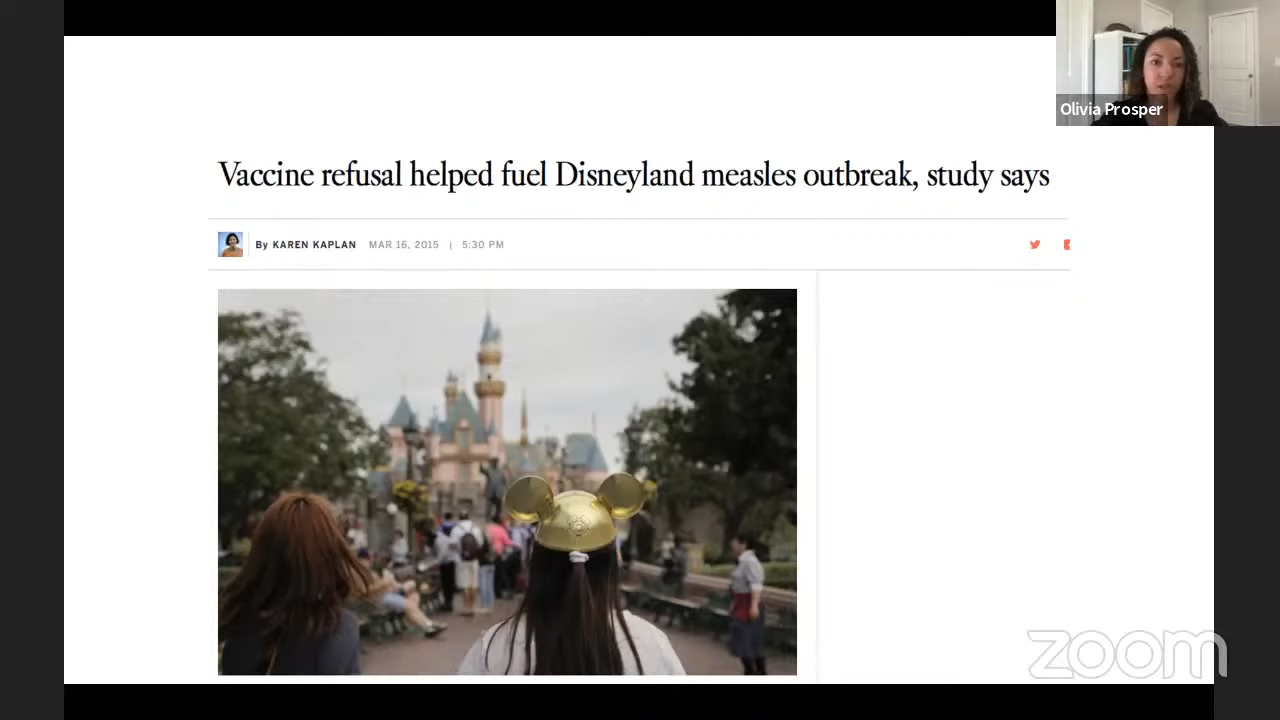 Olivia Prosper
Vaccine refusal helped fuel Disneyland measles outbreak, study says
By KAREN KAPLAN MAR 16, 2015 | 5:30 PM
zoom